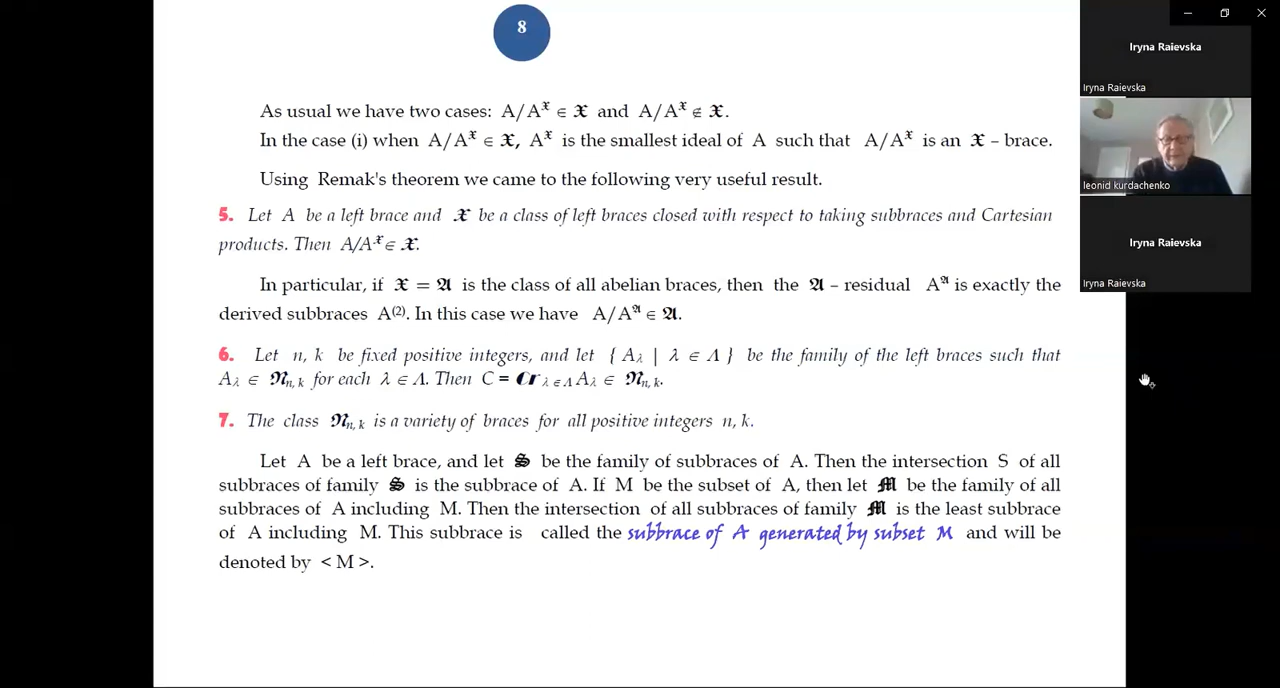 8
As usual we have two cases: A/A^𝔛 ∈ 𝔛 and A/A^𝔛 ∉ 𝔛.
In the case (i) when A/A^𝔛 ∈ 𝔛, A^𝔛 is the smallest ideal of A such that A/A^𝔛 is an 𝔛 – brace.
Using Remak's theorem we came to the following very useful result.
5. Let A be a left brace and 𝔛 be a class of left braces closed with respect to taking subbraces and Cartesian
products. Then A/A^𝔛 ∈ 𝔛.
In particular, if 𝔛 = 𝔄 is the class of all abelian braces, then the 𝔄 – residual A^𝔄 is exactly the
derived subbraces A⁽²⁾. In this case we have A/A^𝔄 ∈ 𝔄.
6. Let n, k be fixed positive integers, and let { A_λ | λ ∈ Λ } be the family of the left braces such that
A_λ ∈ 𝔑_n, k for each λ ∈ Λ. Then C = Cr_λ ∈ Λ A_λ ∈ 𝔑_n, k.
7. The class 𝔑_n, k is a variety of braces for all positive integers n, k.
Let A be a left brace, and let 𝕾 be the family of subbraces of A. Then the intersection S of all
subbraces of family 𝕾 is the subbrace of A. If M be the subset of A, then let 𝕸 be the family of all
subbraces of A including M. Then the intersection of all subbraces of family 𝕸 is the least subbrace
of A including M. This subbrace is called the subbrace of A generated by subset M and will be
denoted by < M >.
Iryna Raievska
Iryna Raievska
leonid kurdachenko
Iryna Raievska
Iryna Raievska